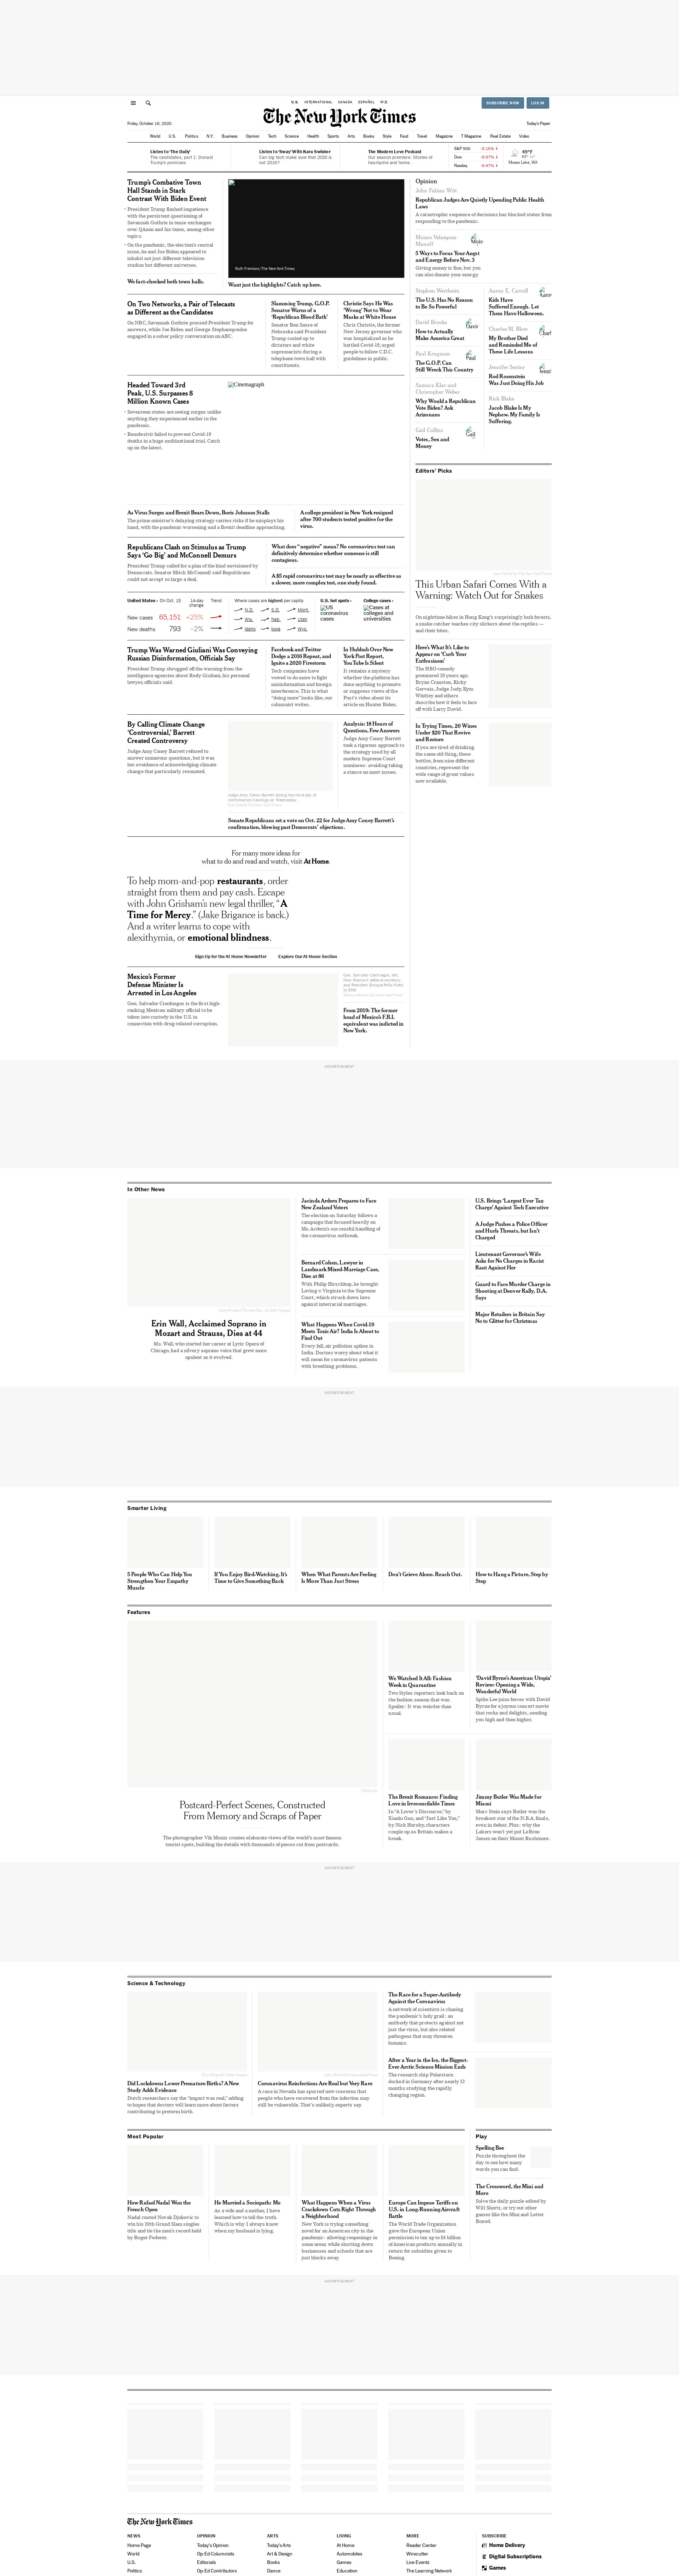 U.S. INTERNATIONAL CANADA ESPAÑOL 中文
SUBSCRIBE NOW
LOG IN
The New York Times
Friday, October 16, 2020
Today's Paper
World U.S. Politics N.Y. Business Opinion Tech Science Health Sports Arts Books Style Food Travel Magazine T Magazine Real Estate Video
Listen to 'The Daily'
The candidates, part 1: Donald
Trump's promises.
Listen to 'Sway' With Kara Swisher
Can big tech make sure that 2020 is
not 2016?
The Modern Love Podcast
Our season premiere: Stories of
heartache and home.
S&P 500 -0.15%
Dow -0.07%
Nasdaq -0.47%
49°F
Moses Lake, WA
Trump's Combative Town
Hall Stands in Stark
Contrast With Biden Event
President Trump flashed impatience
with the persistent questioning of
Savannah Guthrie in tense exchanges
over QAnon and his taxes, among other
topics.
On the pandemic, the election's central
issue, he and Joe Biden appeared to
inhabit not just different television
studios but different universes.
We fact-checked both town halls.
Ruth Fremson/The New York Times
Want just the highlights? Catch up here.
On Two Networks, a Pair of Telecasts
as Different as the Candidates
On NBC, Savannah Guthrie pressed President Trump for
answers, while Joe Biden and George Stephanopoulos
engaged in a sober policy conversation on ABC.
Slamming Trump, G.O.P.
Senator Warns of a
'Republican Blood Bath'
Senator Ben Sasse of
Nebraska said President
Trump cozied up to
dictators and white
supremacists during a
telephone town hall with
constituents.
Christie Says He Was
'Wrong' Not to Wear
Masks at White House
Chris Christie, the former
New Jersey governor who
was hospitalized as he
battled Covid-19, urged
people to follow C.D.C.
guidelines in public.
Headed Toward 3rd
Peak, U.S. Surpasses 8
Million Known Cases
Seventeen states are seeing surges unlike
anything they experienced earlier in the
pandemic.
Remdesivir failed to prevent Covid-19
deaths in a huge multinational trial. Catch
up on the latest.
Cinemagraph
As Virus Surges and Brexit Bears Down, Boris Johnson Stalls
The prime minister's delaying strategy carries risks if he misplays his
hand, with the pandemic worsening and a Brexit deadline approaching.
A college president in New York resigned
after 700 students tested positive for the
virus.
Republicans Clash on Stimulus as Trump
Says 'Go Big' and McConnell Demurs
President Trump called for a plan of the kind envisioned by
Democrats. Senator Mitch McConnell said Republicans
could not accept so large a deal.
What does "negative" mean? No coronavirus test can
definitively determine whether someone is still
contagious.
A $5 rapid coronavirus test may be nearly as effective as
a slower, more complex test, one study found.
United States › On Oct. 15 14-day change Trend
New cases 65,151 +25%
New deaths 793 –2%
Where cases are highest per capita
N.D. S.D. Mont.
Wis. Neb. Utah
Idaho Iowa Wyo.
U.S. hot spots ›
US
coronavirus
cases
College cases ›
Cases at
colleges and
universities
Trump Was Warned Giuliani Was Conveying
Russian Disinformation, Officials Say
President Trump shrugged off the warning from the
intelligence agencies about Rudy Giuliani, his personal
lawyer, officials said.
Facebook and Twitter
Dodge a 2016 Repeat, and
Ignite a 2020 Firestorm
Tech companies have
vowed to do more to fight
misinformation and foreign
interference. This is what
"doing more" looks like, our
columnist writes.
In Hubbub Over New
York Post Report,
YouTube Is Silent
It remains a mystery
whether the platform has
done anything to promote
or suppress views of the
Post's video about its
article on Hunter Biden.
By Calling Climate Change
'Controversial,' Barrett
Created Controversy
Judge Amy Coney Barrett refused to
answer numerous questions, but it was
her avoidance of acknowledging climate
change that particularly resonated.
Judge Amy Coney Barrett during the third day of
confirmation hearings on Wednesday.
Analysis: 18 Hours of
Questions, Few Answers
Judge Amy Coney Barrett
took a rigorous approach to
the strategy used by all
modern Supreme Court
nominees: avoiding taking
a stance on most issues.
Senate Republicans set a vote on Oct. 22 for Judge Amy Coney Barrett's
confirmation, blowing past Democrats' objections.
For many more ideas for
what to do and read and watch, visit At Home.
To help mom-and-pop restaurants, order
straight from them and pay cash. Escape
with John Grisham's new legal thriller, "A
Time for Mercy." (Jake Brigance is back.)
And a writer learns to cope with
alexithymia, or emotional blindness.
Sign Up for the At Home Newsletter
Explore Our At Home Section
Mexico's Former
Defense Minister Is
Arrested in Los Angeles
Gen. Salvador Cienfuegos is the first high-
ranking Mexican military official to be
taken into custody in the U.S. in
connection with drug-related corruption.
Gen. Salvador Cienfuegos, left,
then Mexico's defense secretary,
and President Enrique Peña Nieto
in 2016.
From 2019: The former
head of Mexico's F.B.I.
equivalent was indicted in
New York.
Opinion
John Fabian Witt
Republican Judges Are Quietly Upending Public Health
Laws
A catastrophic sequence of decisions has blocked states from
responding to the pandemic.
Moises Velasquez-
Manoff
5 Ways to Focus Your Angst
and Energy Before Nov. 3
Giving money is fine, but you
can also donate your energy.
Stephen Wertheim
The U.S. Has No Reason
to Be So Powerful
David Brooks
How to Actually
Make America Great
Paul Krugman
The G.O.P. Can
Still Wreck This Country
Samara Klar and
Christopher Weber
Why Would a Republican
Vote Biden? Ask
Arizonans
Gail Collins
Votes, Sex and
Money
Aaron E. Carroll
Kids Have
Suffered Enough. Let
Them Have Halloween.
Charles M. Blow
My Brother Died
and Reminded Me of
These Life Lessons
Jennifer Senior
Rod Rosenstein
Was Just Doing His Job
Rick Blake
Jacob Blake Is My
Nephew. My Family Is
Suffering.
Editors' Picks
This Urban Safari Comes With a
Warning: Watch Out for Snakes
On nighttime hikes in Hong Kong's surprisingly lush forests,
a snake catcher teaches city slickers about the reptiles —
and their bites.
Here's What It's Like to
Appear on 'Curb Your
Enthusiasm'
The HBO comedy
premiered 20 years ago.
Bryan Cranston, Ricky
Gervais, Judge Judy, Kym
Whitley and others
describe how it feels to face
off with Larry David.
In Trying Times, 20 Wines
Under $20 That Revive
and Restore
If you are tired of drinking
the same old thing, these
bottles, from nine different
countries, represent the
wide range of great values
now available.
ADVERTISEMENT
In Other News
Erin Wall, Acclaimed Soprano in
Mozart and Strauss, Dies at 44
Ms. Wall, who started her career at Lyric Opera of
Chicago, had a silvery soprano voice that grew more
opulent as it evolved.
Jacinda Ardern Prepares to Face
New Zealand Voters
The election on Saturday follows a
campaign that focused heavily on
Ms. Ardern's successful handling of
the coronavirus outbreak.
Bernard Cohen, Lawyer in
Landmark Mixed-Marriage Case,
Dies at 86
With Philip Hirschkop, he brought
Loving v. Virginia to the Supreme
Court, which struck down laws
against interracial marriages.
What Happens When Covid-19
Meets Toxic Air? India Is About to
Find Out
Every fall, air pollution spikes in
India. Doctors worry about what it
will mean for coronavirus patients
with breathing problems.
U.S. Brings 'Largest Ever Tax
Charge' Against Tech Executive
A Judge Pushes a Police Officer
and Hurls Threats, but Isn't
Charged
Lieutenant Governor's Wife
Asks for No Charges in Racist
Rant Against Her
Guard to Face Murder Charge in
Shooting at Denver Rally, D.A.
Says
Major Retailers in Britain Say
No to Glitter for Christmas
ADVERTISEMENT
Smarter Living
5 People Who Can Help You
Strengthen Your Empathy
Muscle
If You Enjoy Bird-Watching, It's
Time to Give Something Back
When What Parents Are Feeling
Is More Than Just Stress
Don't Grieve Alone. Reach Out.
How to Hang a Picture, Step by
Step
Features
Postcard-Perfect Scenes, Constructed
From Memory and Scraps of Paper
The photographer Vik Muniz creates elaborate views of the world's most famous
tourist spots, building the details with thousands of pieces cut from postcards.
We Watched It All: Fashion
Week in Quarantine
Two Styles reporters look back on
the fashion season that was.
Spoiler: It was weirder than
usual.
'David Byrne's American Utopia'
Review: Opening a Wide,
Wonderful World
Spike Lee joins forces with David
Byrne for a joyous concert movie
that rocks and delights, sending
you high and then higher.
The Brexit Romance: Finding
Love in Irreconcilable Times
In "A Lover's Discourse," by
Xiaolu Guo, and "Just Like You,"
by Nick Hornby, characters
couple up as Britain makes a
break.
Jimmy Butler Was Made for
Miami
Marc Stein says Butler was the
breakout star of the N.B.A. finals,
even in defeat. Plus: why the
Lakers won't yet put LeBron
James on their Mount Rushmore.
ADVERTISEMENT
Science & Technology
Did Lockdowns Lower Premature Births? A New
Study Adds Evidence
Dutch researchers say the "impact was real," adding
to hopes that doctors will learn more about factors
contributing to preterm birth.
Coronavirus Reinfections Are Real but Very Rare
A case in Nevada has spurred new concerns that
people who have recovered from the infection may
still be vulnerable. That's unlikely, experts say.
The Race for a Super-Antibody
Against the Coronavirus
A network of scientists is chasing
the pandemic's holy grail: an
antibody that protects against not
just the virus, but also related
pathogens that may threaten
humans.
After a Year in the Ice, the Biggest-
Ever Arctic Science Mission Ends
The research ship Polarstern
docked in Germany after nearly 13
months studying the rapidly
changing region.
Most Popular
How Rafael Nadal Won the
French Open
Nadal routed Novak Djokovic to
win his 20th Grand Slam singles
title and tie the men's record held
by Roger Federer.
He Married a Sociopath: Me
As a wife and mother, I have
learned how to tell the truth.
Which is why I always know
when my husband is lying.
What Happens When a Virus
Crackdown Cuts Right Through
a Neighborhood
New York is trying something
novel for an American city in the
pandemic: allowing reopenings in
some areas while shutting down
businesses and schools that are
just blocks away.
Europe Can Impose Tariffs on
U.S. in Long-Running Aircraft
Battle
The World Trade Organization
gave the European Union
permission to tax up to $4 billion
of American products annually in
return for subsidies given to
Boeing.
Play
Spelling Bee
Puzzle throughout the
day to see how many
words you can find.
The Crossword, the Mini and
More
Solve the daily puzzle edited by
Will Shortz, or try out other
games like the Mini and Letter
Boxed.
ADVERTISEMENT
The New York Times
NEWS
Home Page
World
U.S.
Politics
OPINION
Today's Opinion
Op-Ed Columnists
Editorials
Op-Ed Contributors
ARTS
Today's Arts
Art & Design
Books
Dance
LIVING
At Home
Automobiles
Games
Education
MORE
Reader Center
Wirecutter
Live Events
The Learning Network
SUBSCRIBE
Home Delivery
Digital Subscriptions
Games